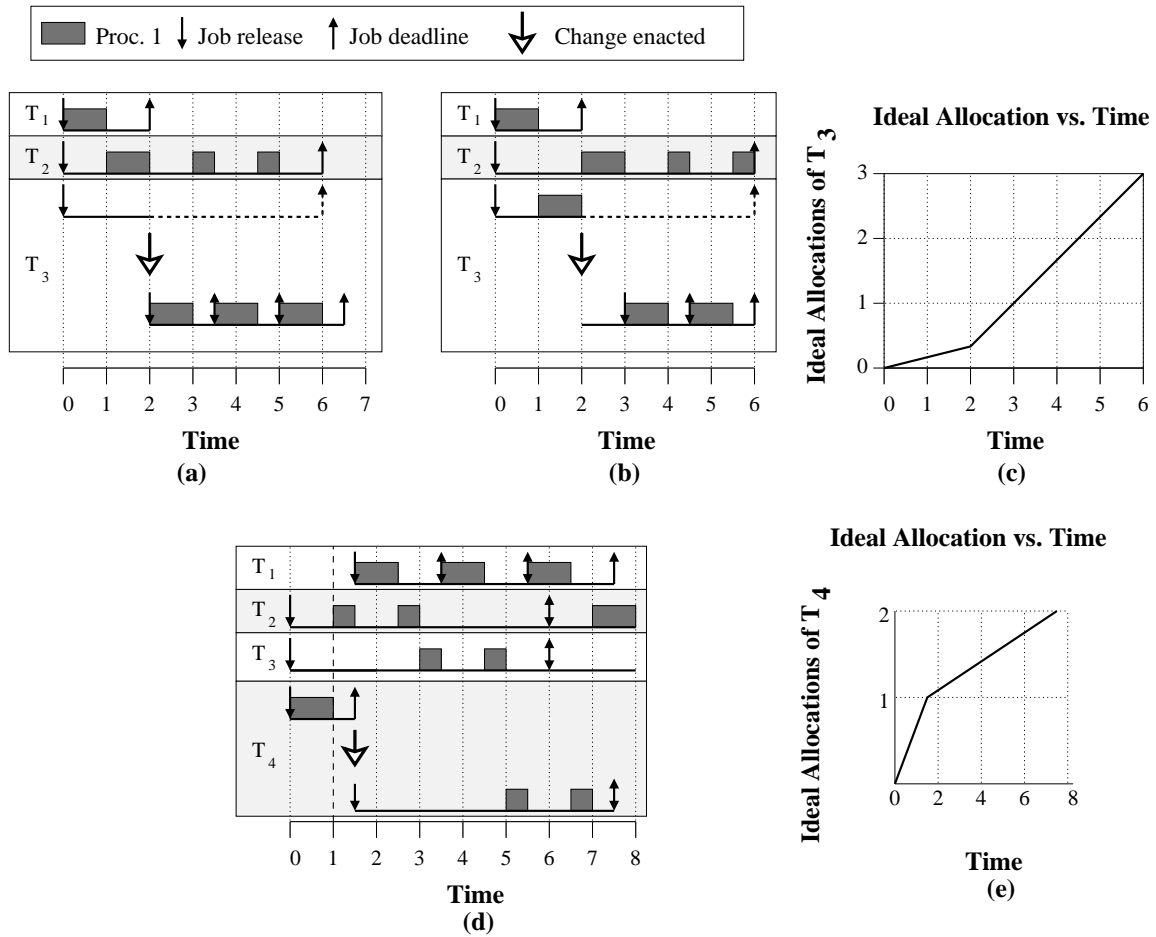 Proc. 1 Job release Job deadline Change enacted
T1
T2
T3
0 1 2 3 4 5 6 7
Time
(a)
T1
T2
T3
0 1 2 3 4 5 6
Time
(b)
Ideal Allocation vs. Time
Ideal Allocations of T3
3
2
1
0
0 1 2 3 4 5 6
Time
(c)
T1
T2
T3
T4
0 1 2 3 4 5 6 7 8
Time
(d)
Ideal Allocation vs. Time
Ideal Allocations of T4
2
1
0 2 4 6 8
Time
(e)